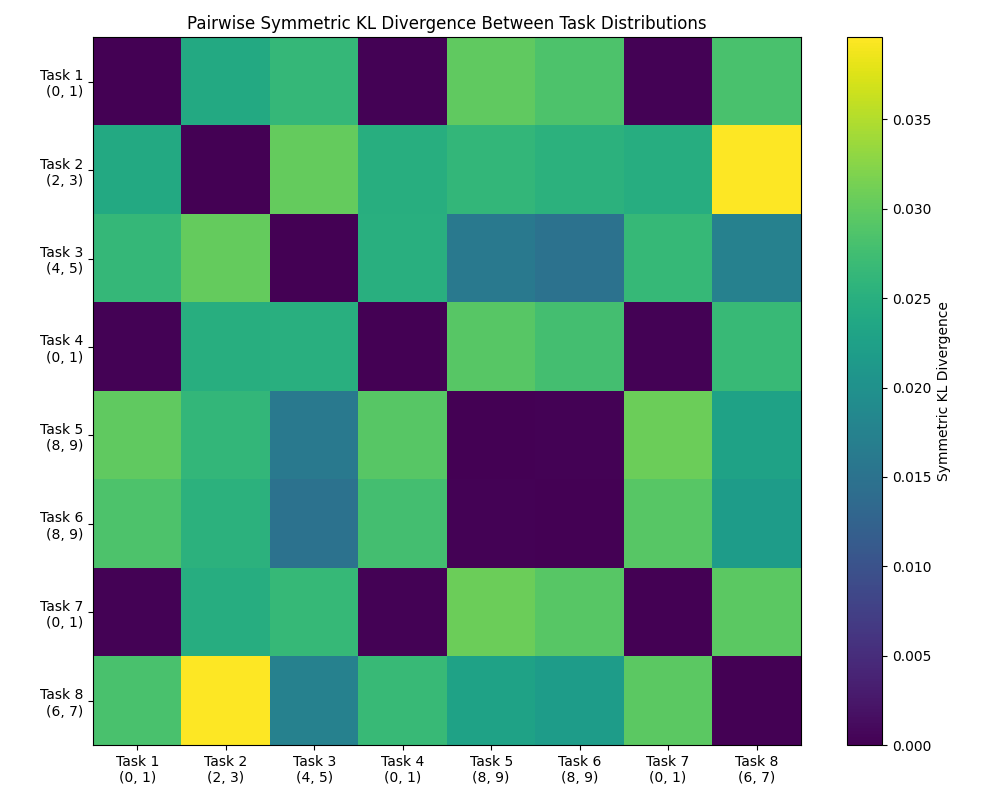 Pairwise Symmetric KL Divergence Between Task Distributions
Task 1
(0, 1)
Task 2
(2, 3)
Task 3
(4, 5)
Task 4
(0, 1)
Task 5
(8, 9)
Task 6
(8, 9)
Task 7
(0, 1)
Task 8
(6, 7)
Task 1
(0, 1)
Task 2
(2, 3)
Task 3
(4, 5)
Task 4
(0, 1)
Task 5
(8, 9)
Task 6
(8, 9)
Task 7
(0, 1)
Task 8
(6, 7)
0.035
0.030
0.025
0.020
0.015
0.010
0.005
0.000
Symmetric KL Divergence